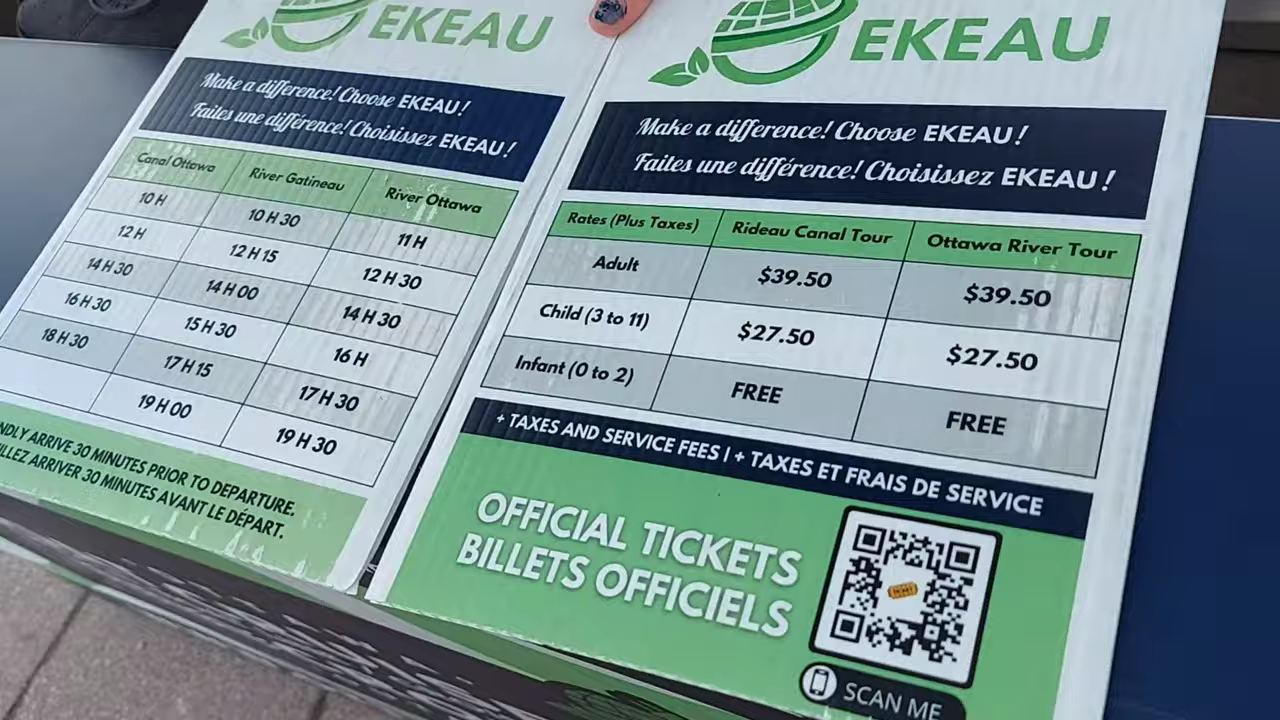 EKEAU
Make a difference! Choose EKEAU!
Faites une différence! Choisissez EKEAU!
Canal Ottawa River Gatineau River Ottawa
10 H 10 H 30 11 H
12 H 12 H 15 12 H 30
14 H 30 14 H 00 14 H 30
16 H 30 15 H 30 16 H
18 H 30 17 H 15 17 H 30
19 H 00 19 H 30
ARRIVE 30 MINUTES PRIOR TO DEPARTURE.
ARRIVER 30 MINUTES AVANT LE DÉPART.
EKEAU
Make a difference! Choose EKEAU!
Faites une différence! Choisissez EKEAU!
Rates (Plus Taxes) Rideau Canal Tour Ottawa River Tour
Adult $39.50 $39.50
Child (3 to 11) $27.50 $27.50
Infant (0 to 2) FREE FREE
+ TAXES AND SERVICE FEES | + TAXES ET FRAIS DE SERVICE
OFFICIAL TICKETS
BILLETS OFFICIELS
SCAN ME